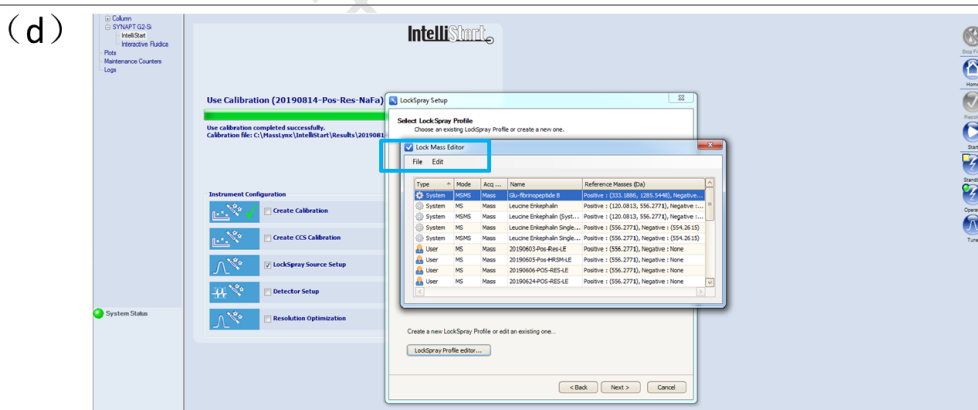 (d)
Column
SYNAPT G2-Si
IntelliStart
Interactive Fluidics
Plots
Maintenance Counters
Logs
System Status
IntelliStart
Use Calibration (20190814-Pos-Res-NaFa)
Use calibration completed successfully.
Calibration file: C:\MassLynx\IntelliStart\Results\201908
Instrument Configuration
Create Calibration
Create CCS Calibration
LockSpray Source Setup
Detector Setup
Resolution Optimization
LockSpray Setup
Select LockSpray Profile
Choose an existing LockSpray Profile or create a new one.
Lock Mass Editor
File Edit
Type Mode Acq ... Name Reference Masses (Da)
System MSMS Mass Glu-fibrinopeptide B Positive : (333.1886, 1285.5448), Negative...
System MS Mass Leucine Enkephalin Positive : (120.0813, 556.2771), Negative : ...
System MSMS Mass Leucine Enkephalin (Syst... Positive : (120.0813, 556.2771), Negative : ...
System MS Mass Leucine Enkephalin Single... Positive : (556.2771), Negative : (554.2615)
System MSMS Mass Leucine Enkephalin Single... Positive : (556.2771), Negative : (554.2615)
User MS Mass 20190603-Pos-Res-LE Positive : (556.2771), Negative : None
User MS Mass 20190605-Pos-HRSM-LE Positive : (556.2771), Negative : None
User MS Mass 20190606-POS-RES-LE Positive : (556.2771), Negative : None
User MS Mass 20190624-POS-RES-LE Positive : (556.2771), Negative : None
Create a new LockSpray Profile or edit an existing one...
LockSpray Profile editor...
< Back Next > Cancel
Home
Start
Tune